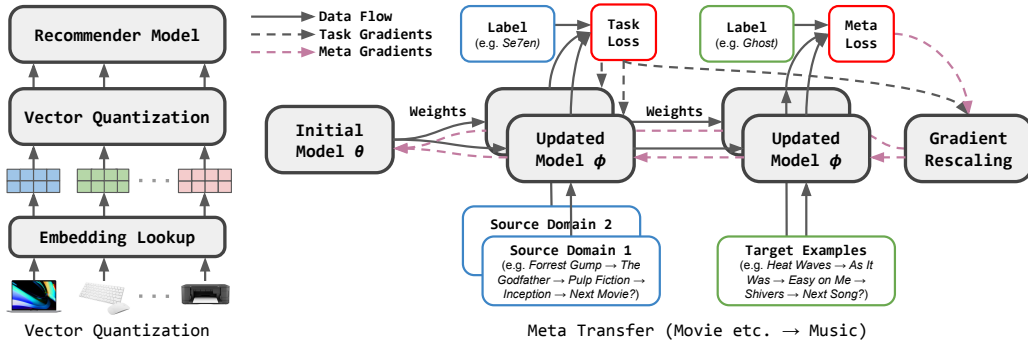 Recommender Model
Vector Quantization
Embedding Lookup
Vector Quantization
Data Flow
Task Gradients
Meta Gradients
Label
(e.g. Se7en)
Task
Loss
Label
(e.g. Ghost)
Meta
Loss
Initial
Model θ
Weights
Updated
Model ϕ
Weights
Updated
Model ϕ
Gradient
Rescaling
Source Domain 2
Source Domain 1
(e.g. Forrest Gump → The
Godfather → Pulp Fiction →
Inception → Next Movie?)
Target Examples
(e.g. Heat Waves → As It
Was → Easy on Me →
Shivers → Next Song?)
Meta Transfer (Movie etc. → Music)